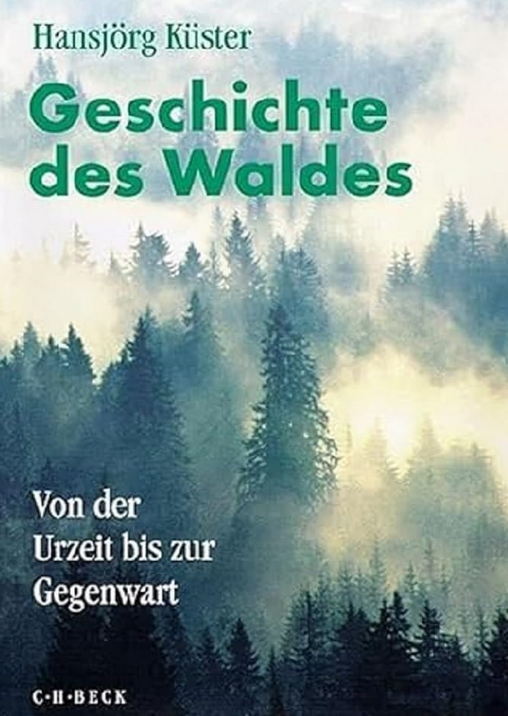 Hansjörg Küster
Geschichte
des Waldes
Von der
Urzeit bis zur
Gegenwart
C·H·BECK